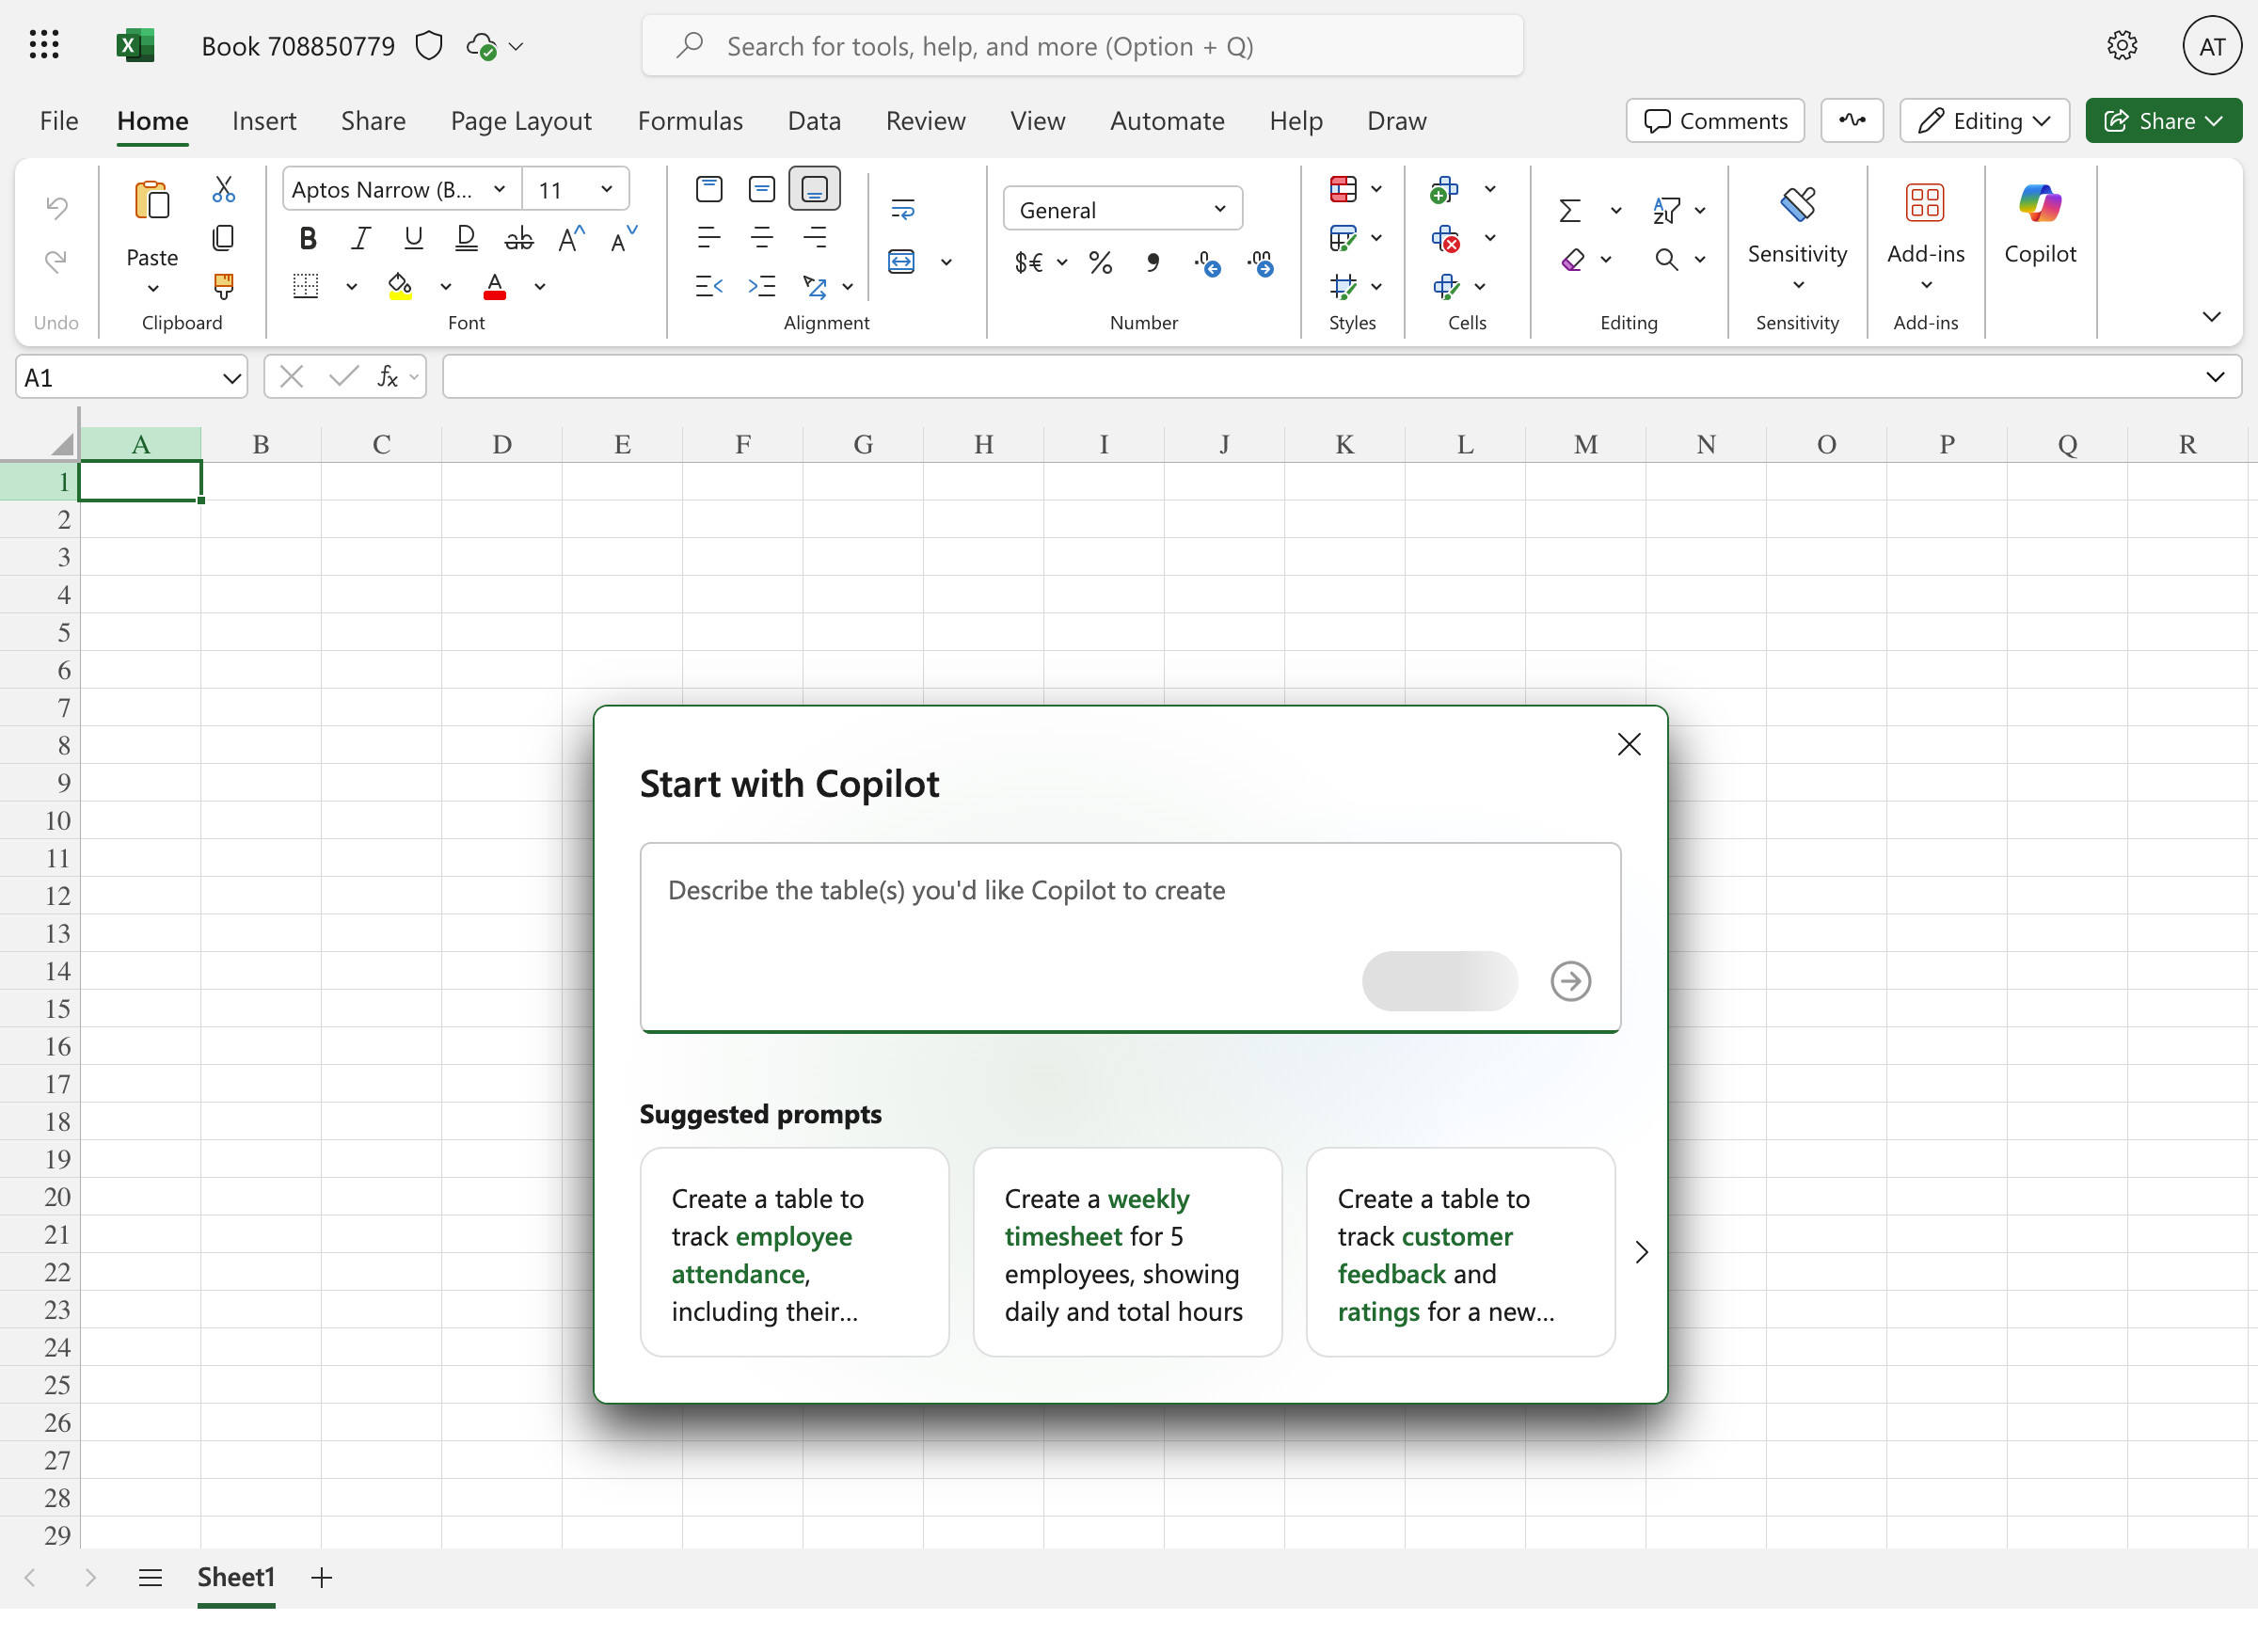 Book 708850779
Search for tools, help, and more (Option + Q)
AT
File Home Insert Share Page Layout Formulas Data Review View Automate Help Draw
Comments Editing Share
Undo
Paste
Clipboard
Aptos Narrow (B... 11
B I U D ab A A
A
Font
Alignment
General
$€ % 9 .0 .00
Number
Styles
Cells
Editing
Sensitivity
Sensitivity
Add-ins
Add-ins
Copilot
A1
fx
A B C D E F G H I J K L M N O P Q R
1
2
3
4
5
6
7
8
9
10
11
12
13
14
15
16
17
18
19
20
21
22
23
24
25
26
27
28
29
Start with Copilot
Describe the table(s) you'd like Copilot to create
Suggested prompts
Create a table to
track employee
attendance,
including their...
Create a weekly
timesheet for 5
employees, showing
daily and total hours
Create a table to
track customer
feedback and
ratings for a new...
Sheet1